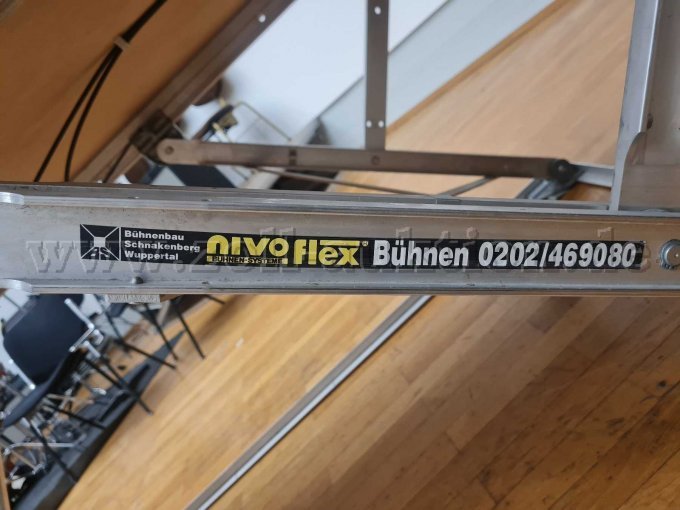 Bühnenbau
Schnakenberg
Wuppertal
nivoflex®
BÜHNEN-SYSTEME
Bühnen 0202/469080